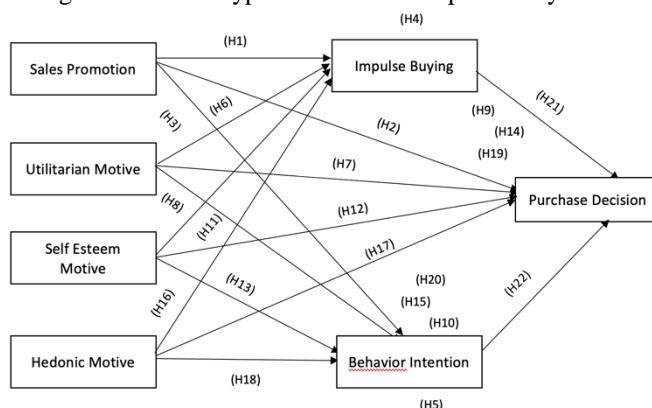 (H4)
(H1)
Sales Promotion
Impulse Buying
(H3)
(H6)
(H2)
(H9)
(H21)
(H14)
(H19)
Utilitarian Motive
(H7)
(H8)
(H11)
(H12)
Purchase Decision
Self Esteem
Motive
(H17)
(H13)
(H20)
(H22)
(H16)
(H15)
(H10)
Hedonic Motive
Behavior Intention
(H18)
(H5)